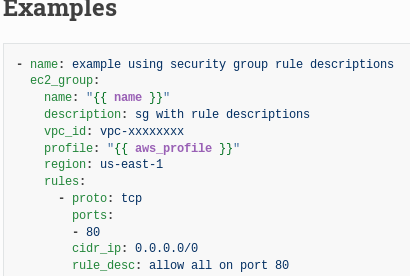 Examples
- name: example using security group rule descriptions
  ec2_group:
    name: "{{ name }}"
    description: sg with rule descriptions
    vpc_id: vpc-xxxxxxxx
    profile: "{{ aws_profile }}"
    region: us-east-1
    rules:
      - proto: tcp
        ports:
        - 80
        cidr_ip: 0.0.0.0/0
        rule_desc: allow all on port 80